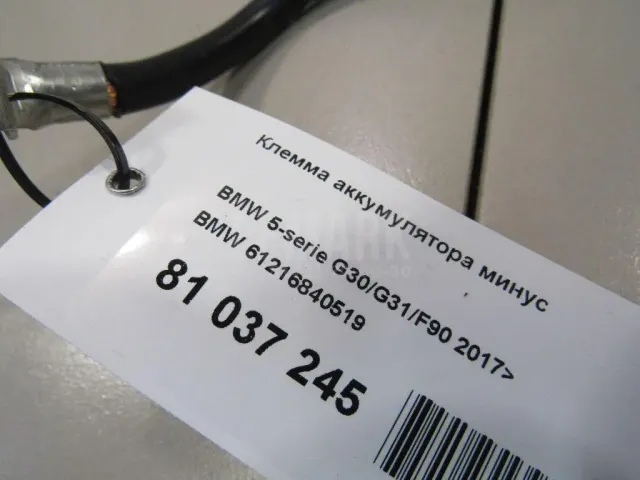 Клемма аккумулятора минус
BMW 5-serie G30/G31/F90 2017>
BMW 61216840519
81 037 245